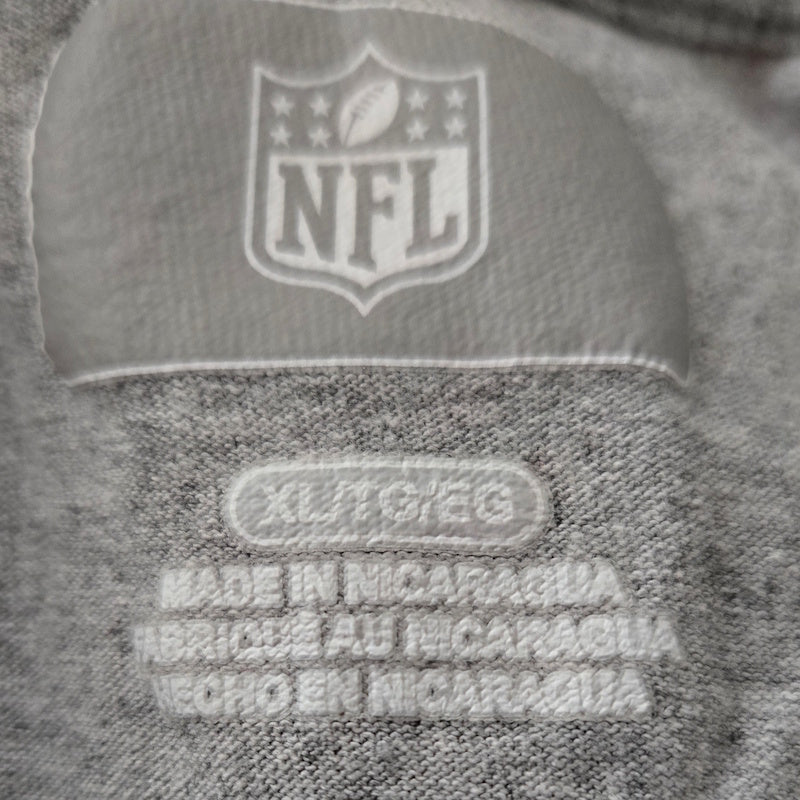 NFL
XL/TG/EG
MADE IN NICARAGUA
FABRIQUÉ AU NICARAGUA
HECHO EN NICARAGUA